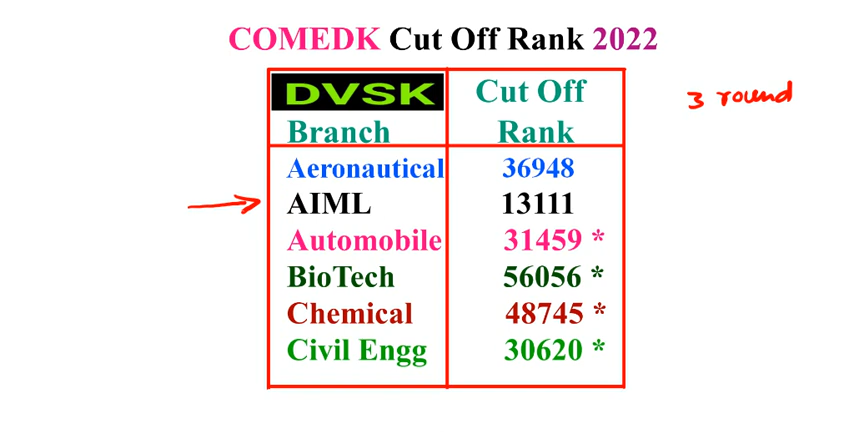 COMEDK Cut Off Rank 2022
DVSK Cut Off
Branch Rank
3 round
Aeronautical 36948
AIML 13111
Automobile 31459 *
BioTech 56056 *
Chemical 48745 *
Civil Engg 30620 *